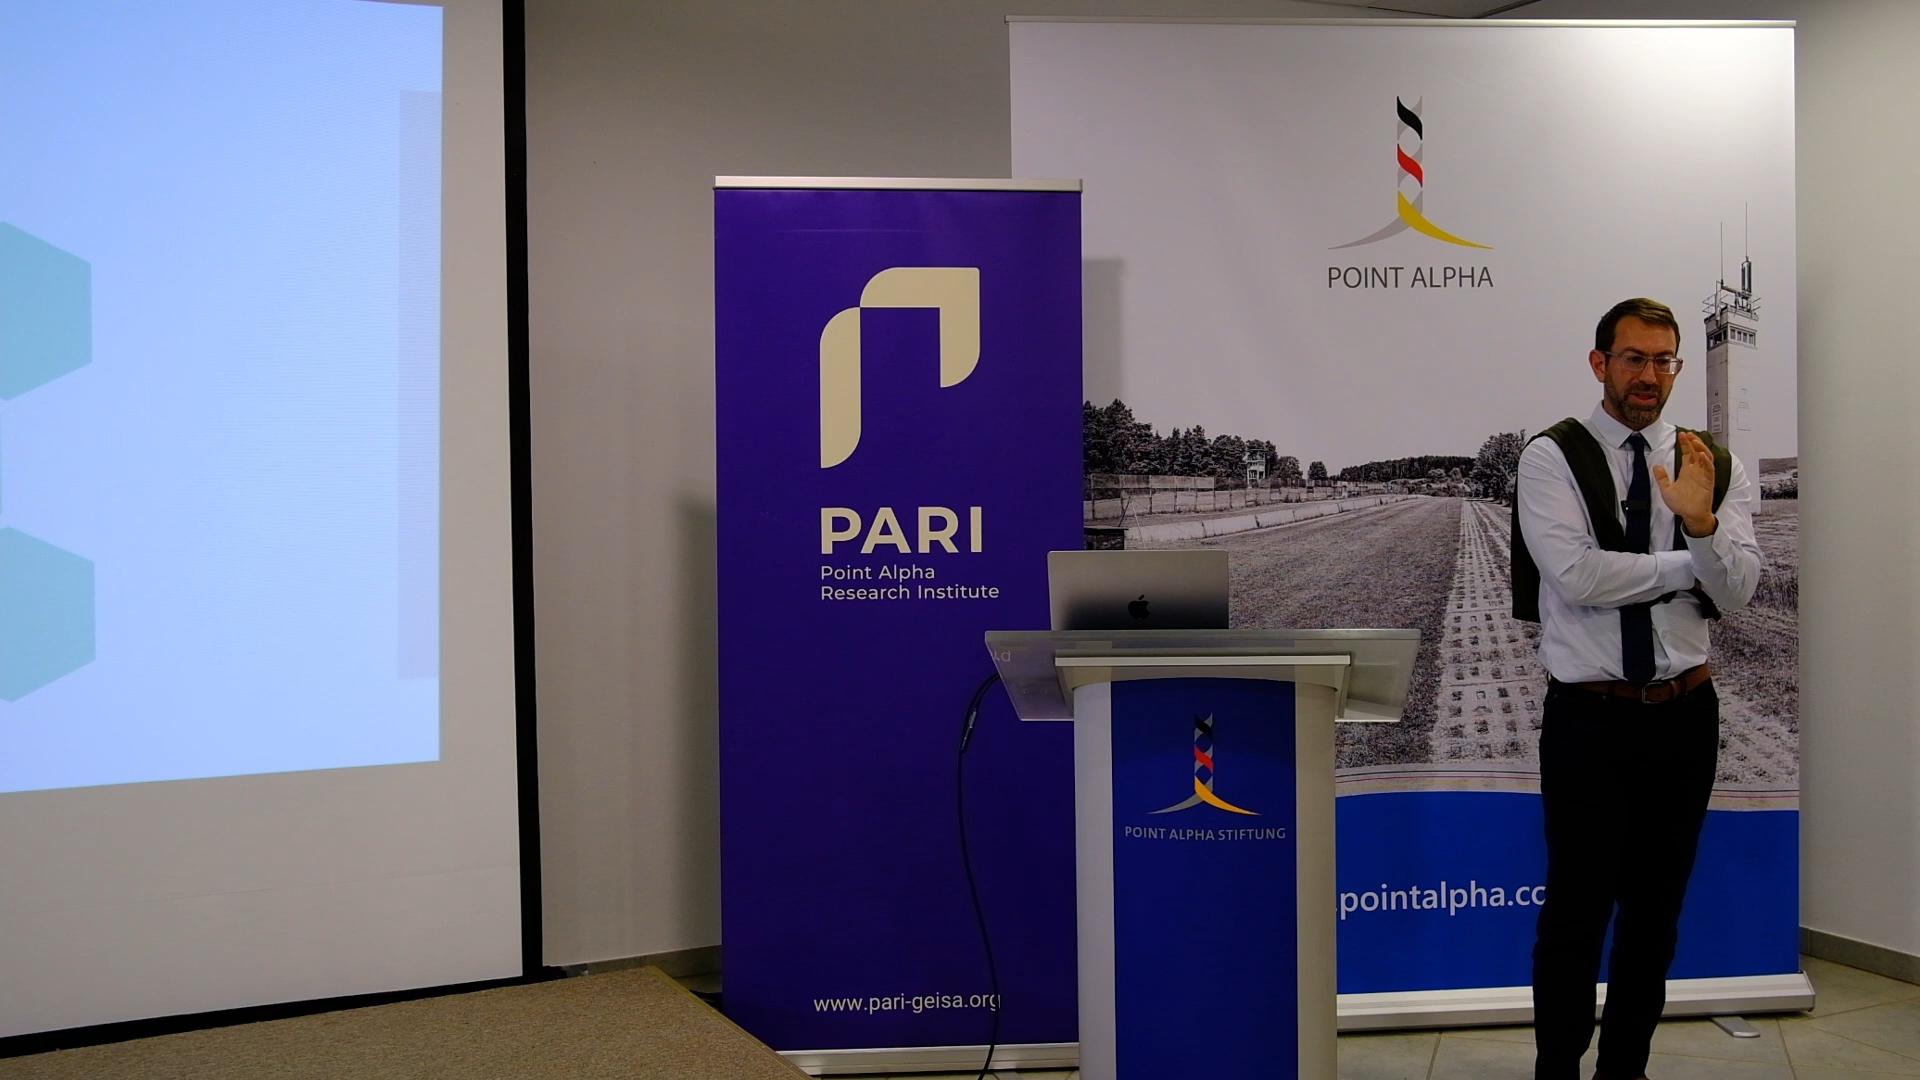 POINT ALPHA
PARI
Point Alpha
Research Institute
POINT ALPHA STIFTUNG
.pointalpha.co
www.pari-geisa.org